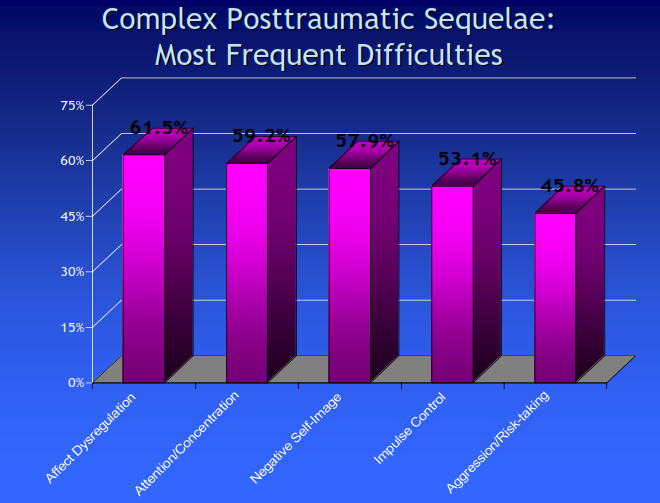 Complex Posttraumatic Sequelae:
Most Frequent Difficulties
75%
60%
45%
30%
15%
0%
61.5%
59.2%
57.9%
53.1%
45.8%
Affect Dysregulation
Attention/Concentration
Negative Self-Image
Impulse Control
Aggression/Risk-taking